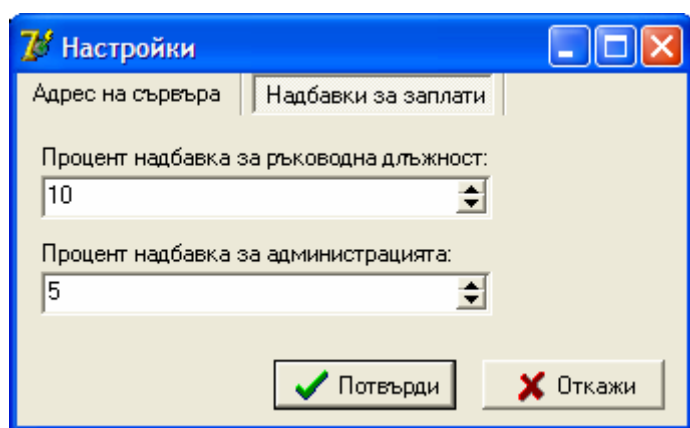 Настройки
Адрес на сървъра
Надбавки за заплати
Процент надбавка за ръководна длъжност:
10
Процент надбавка за администрацията:
5
Потвърди
Откажи